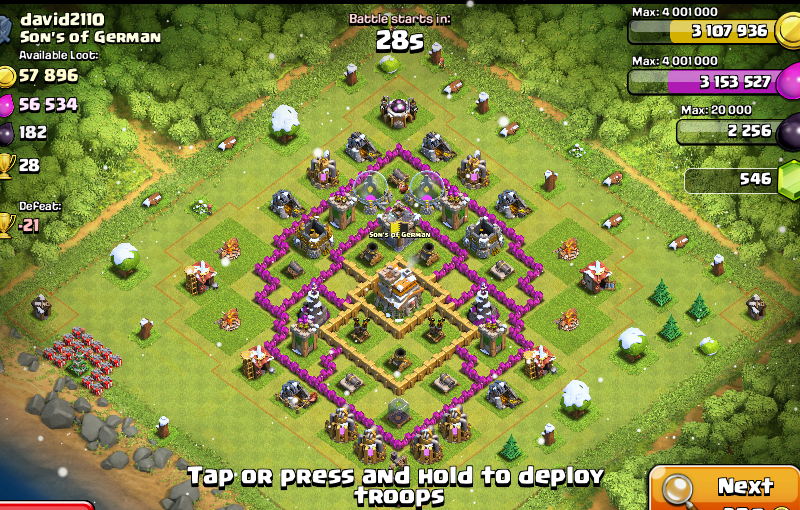 david2110
Son's of German
Available Loot:
57 896
56 534
182
28
Defeat:
-21
Battle starts in:
28s
Max: 4 001 000
3 107 936
Max: 4 001 000
3 153 527
Max: 20 000
2 256
546
Son's of German
Tap or press and hold to deploy
troops
Next